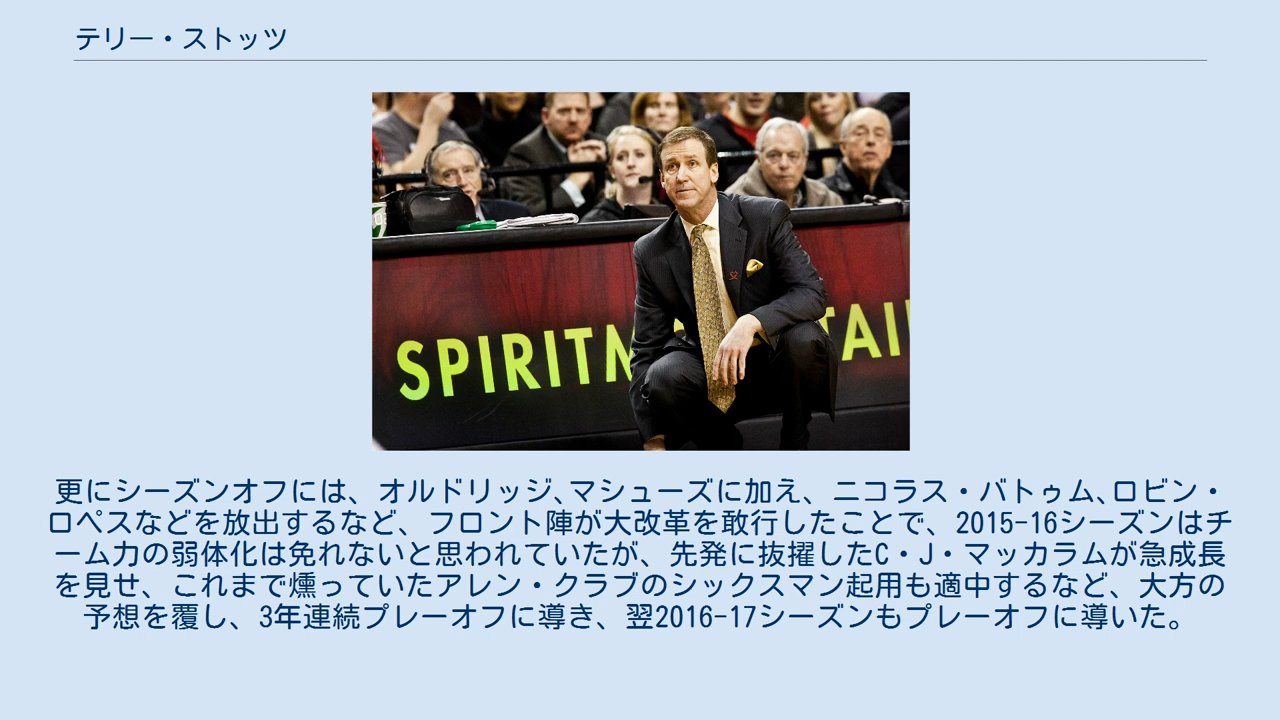 テリー・ストッツ
SPIRITM TAI
更にシーズンオフには、オルドリッジ､マシューズに加え、ニコラス・バトゥム､ロビン・
ロペスなどを放出するなど、フロント陣が大改革を敢行したことで、2015-16シーズンはチ
ーム力の弱体化は免れないと思われていたが、先発に抜擢したC・J・マッカラムが急成長
を見せ、これまで燻っていたアレン・クラブのシックスマン起用も適中するなど、大方の
予想を覆し、3年連続プレーオフに導き、翌2016-17シーズンもプレーオフに導いた。